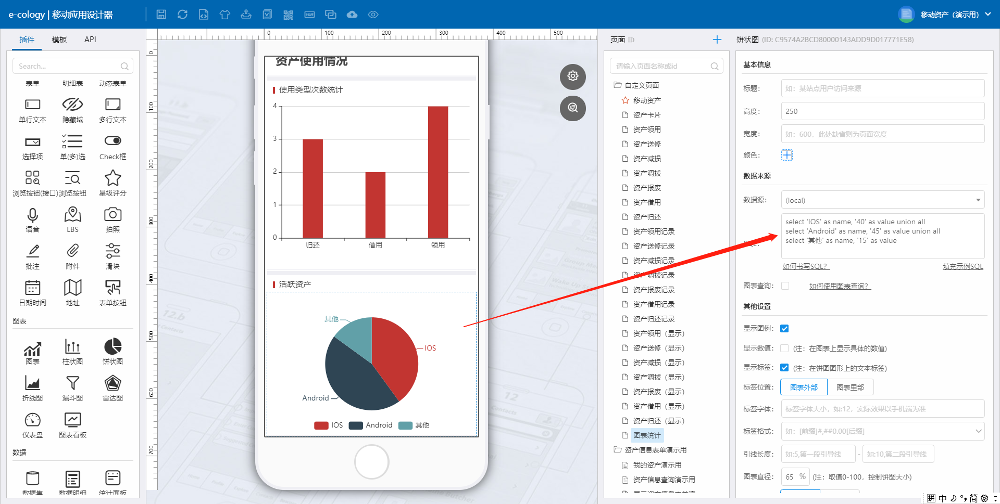 e-cology | 移动应用设计器
移动资产（演示用）
插件 模板 API
Search...
表单 明细表 动态表单
单行文本 隐藏域 多行文本
选择项 单(多)选 Check框
浏览按钮(接口) 浏览按钮 星级评分
语音 LBS 拍照
批注 附件 滑块
日期时间 地址 表单按钮
图表
图表 柱状图 饼状图
折线图 漏斗图 雷达图
仪表盘 图表看板
数据
数据集 数据明细 统计面板
0 100 200 300 400 500
0
100
200
300
400
500
600
700
资产使用情况
使用类型次数统计
4
3
2
1
0
归还 借用 领用
活跃资产
其他
IOS
Android
IOS Android 其他
页面 ID
请输入页面名称或id
自定义页面
移动资产
资产卡片
资产领用
资产送修
资产减损
资产调拨
资产报废
资产借用
资产归还
资产领用记录
资产送修记录
资产减损记录
资产调拨记录
资产报废记录
资产借用记录
资产归还记录
资产领用（显示）
资产送修（显示）
资产减损（显示）
资产调拨（显示）
资产报废（显示）
资产借用（显示）
资产归还（显示）
图表统计
资产信息表单演示用
我的资产演示用
资产信息查询演示用
饼状图 (ID: C9574A2BCD80000143ADD9D017771E58)
基本信息
标题： 如：某站点用户访问来源
高度： 250
宽度： 如：600，此处缺省则为页面宽度
颜色：
数据来源
数据源： (local)
SQL：
select 'IOS' as name, '40' as value union all
select 'Android' as name, '45' as value union all
select '其他' as name, '15' as value
如何书写SQL? 填充示例SQL
图表查询： 如何使用图表查询?
其他设置
显示图例：
显示数值： (注：在图表上显示具体的数值)
显示标签： (注：在饼图图形上的文本标签)
标签位置： 图表外部 图表里部
标签字体： 标签字体大小，如:12，实际效果以手机端为准
标签格式： 如：[前缀]#,##0.00[后缀]
引线长度： 如:5,第一段引导线 - 如:10,第二段引导线
图表直径： 65 % (注：取值0-100，控制饼图大小)
拼 中 简